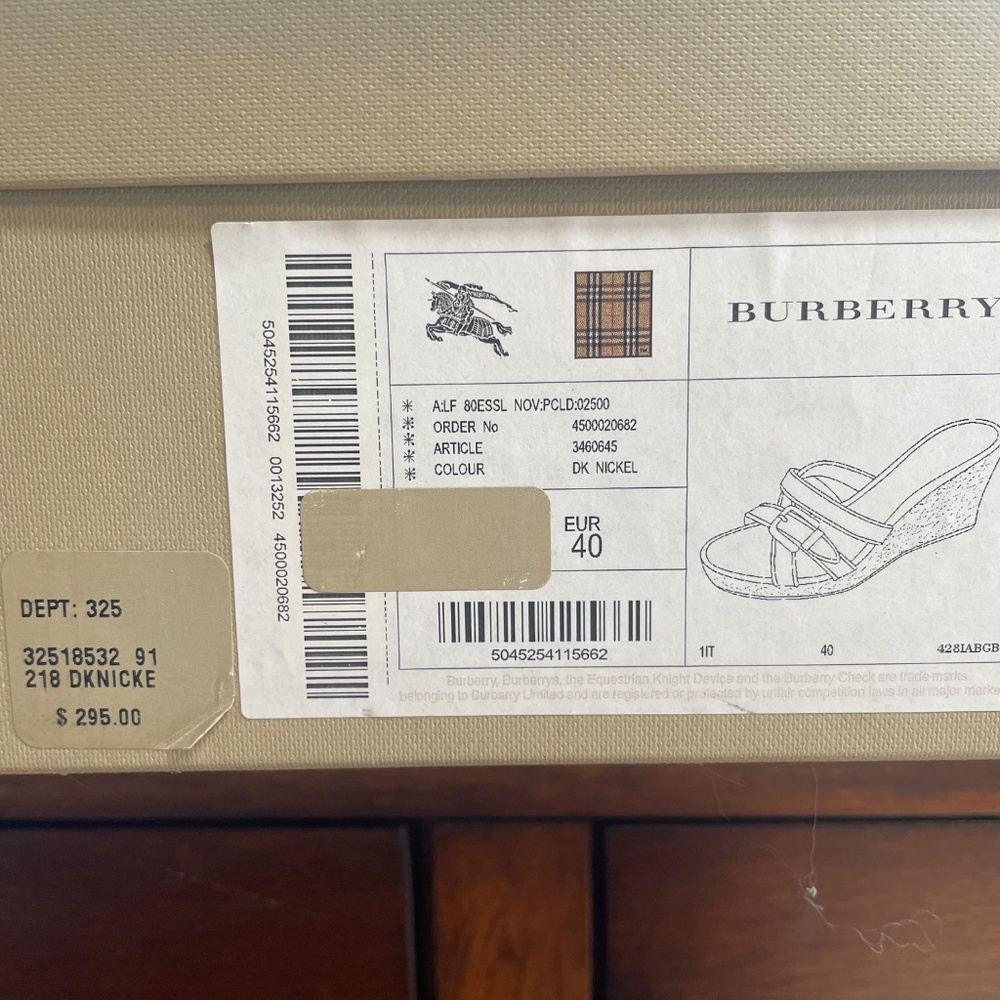 5045254115662 0013252 4500020682
BURBERRY
A:LF 80ESSL NOV:PCLD:02500
ORDER No 4500020682
ARTICLE 3460645
COLOUR DK NICKEL
EUR
40
5045254115662
1IT 40 428IABGB
Burberry, Burberrys, the Equestrian Knight Device and the Burberry Check are trade marks
belonging to Burberry Limited and are registered or protected by unfair competition laws in all major marke
DEPT: 325
32518532 91
218 DKNICKE
$ 295.00